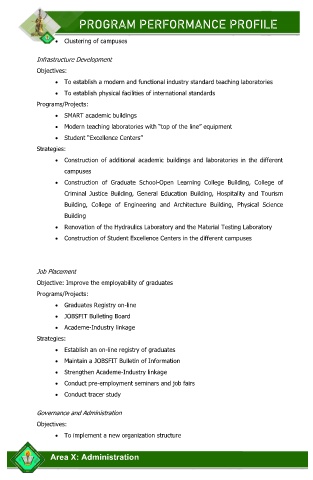 PROGRAM PERFORMANCE PROFILE
• Clustering of campuses
Infrastructure Development
Objectives:
• To establish a modern and functional industry standard teaching laboratories
• To establish physical facilities of international standards
Programs/Projects:
• SMART academic buildings
• Modern teaching laboratories with "top of the line" equipment
• Student "Excellence Centers"
Strategies:
• Construction of additional academic buildings and laboratories in the different
campuses
• Construction of Graduate School-Open Learning College Building, College of
Criminal Justice Building, General Education Building, Hospitality and Tourism
Building, College of Engineering and Architecture Building, Physical Science
Building
• Renovation of the Hydraulics Laboratory and the Material Testing Laboratory
• Construction of Student Excellence Centers in the different campuses
Job Placement
Objective: Improve the employability of graduates
Programs/Projects:
• Graduates Registry on-line
• JOBSFIT Bulleting Board
• Academe-Industry linkage
Strategies:
• Establish an on-line registry of graduates
• Maintain a JOBSFIT Bulletin of Information
• Strengthen Academe-Industry linkage
• Conduct pre-employment seminars and job fairs
• Conduct tracer study
Governance and Administration
Objectives:
• To implement a new organization structure
Area X: Administration